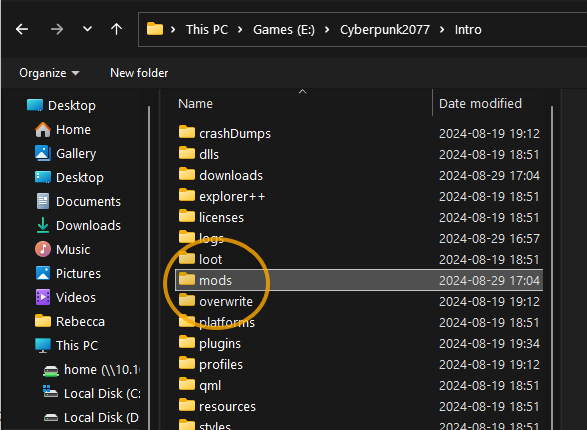 This PC > Games (E:) > Cyberpunk2077 > Intro
Organize New folder
Name Date modified
Desktop
Home
Gallery
Desktop
Documents
Downloads
Music
Pictures
Videos
Rebecca
This PC
home (\\10.10
Local Disk (C:
Local Disk (D
crashDumps 2024-08-19 19:12
dlls 2024-08-19 18:51
downloads 2024-08-29 17:04
explorer++ 2024-08-19 18:51
licenses 2024-08-19 18:51
logs 2024-08-29 16:57
loot 2024-08-19 18:51
mods 2024-08-29 17:04
overwrite 2024-08-19 19:12
platforms 2024-08-19 18:51
plugins 2024-08-19 19:34
profiles 2024-08-19 19:12
qml 2024-08-19 18:51
resources 2024-08-19 18:51
styles 2024-08-19 18:51